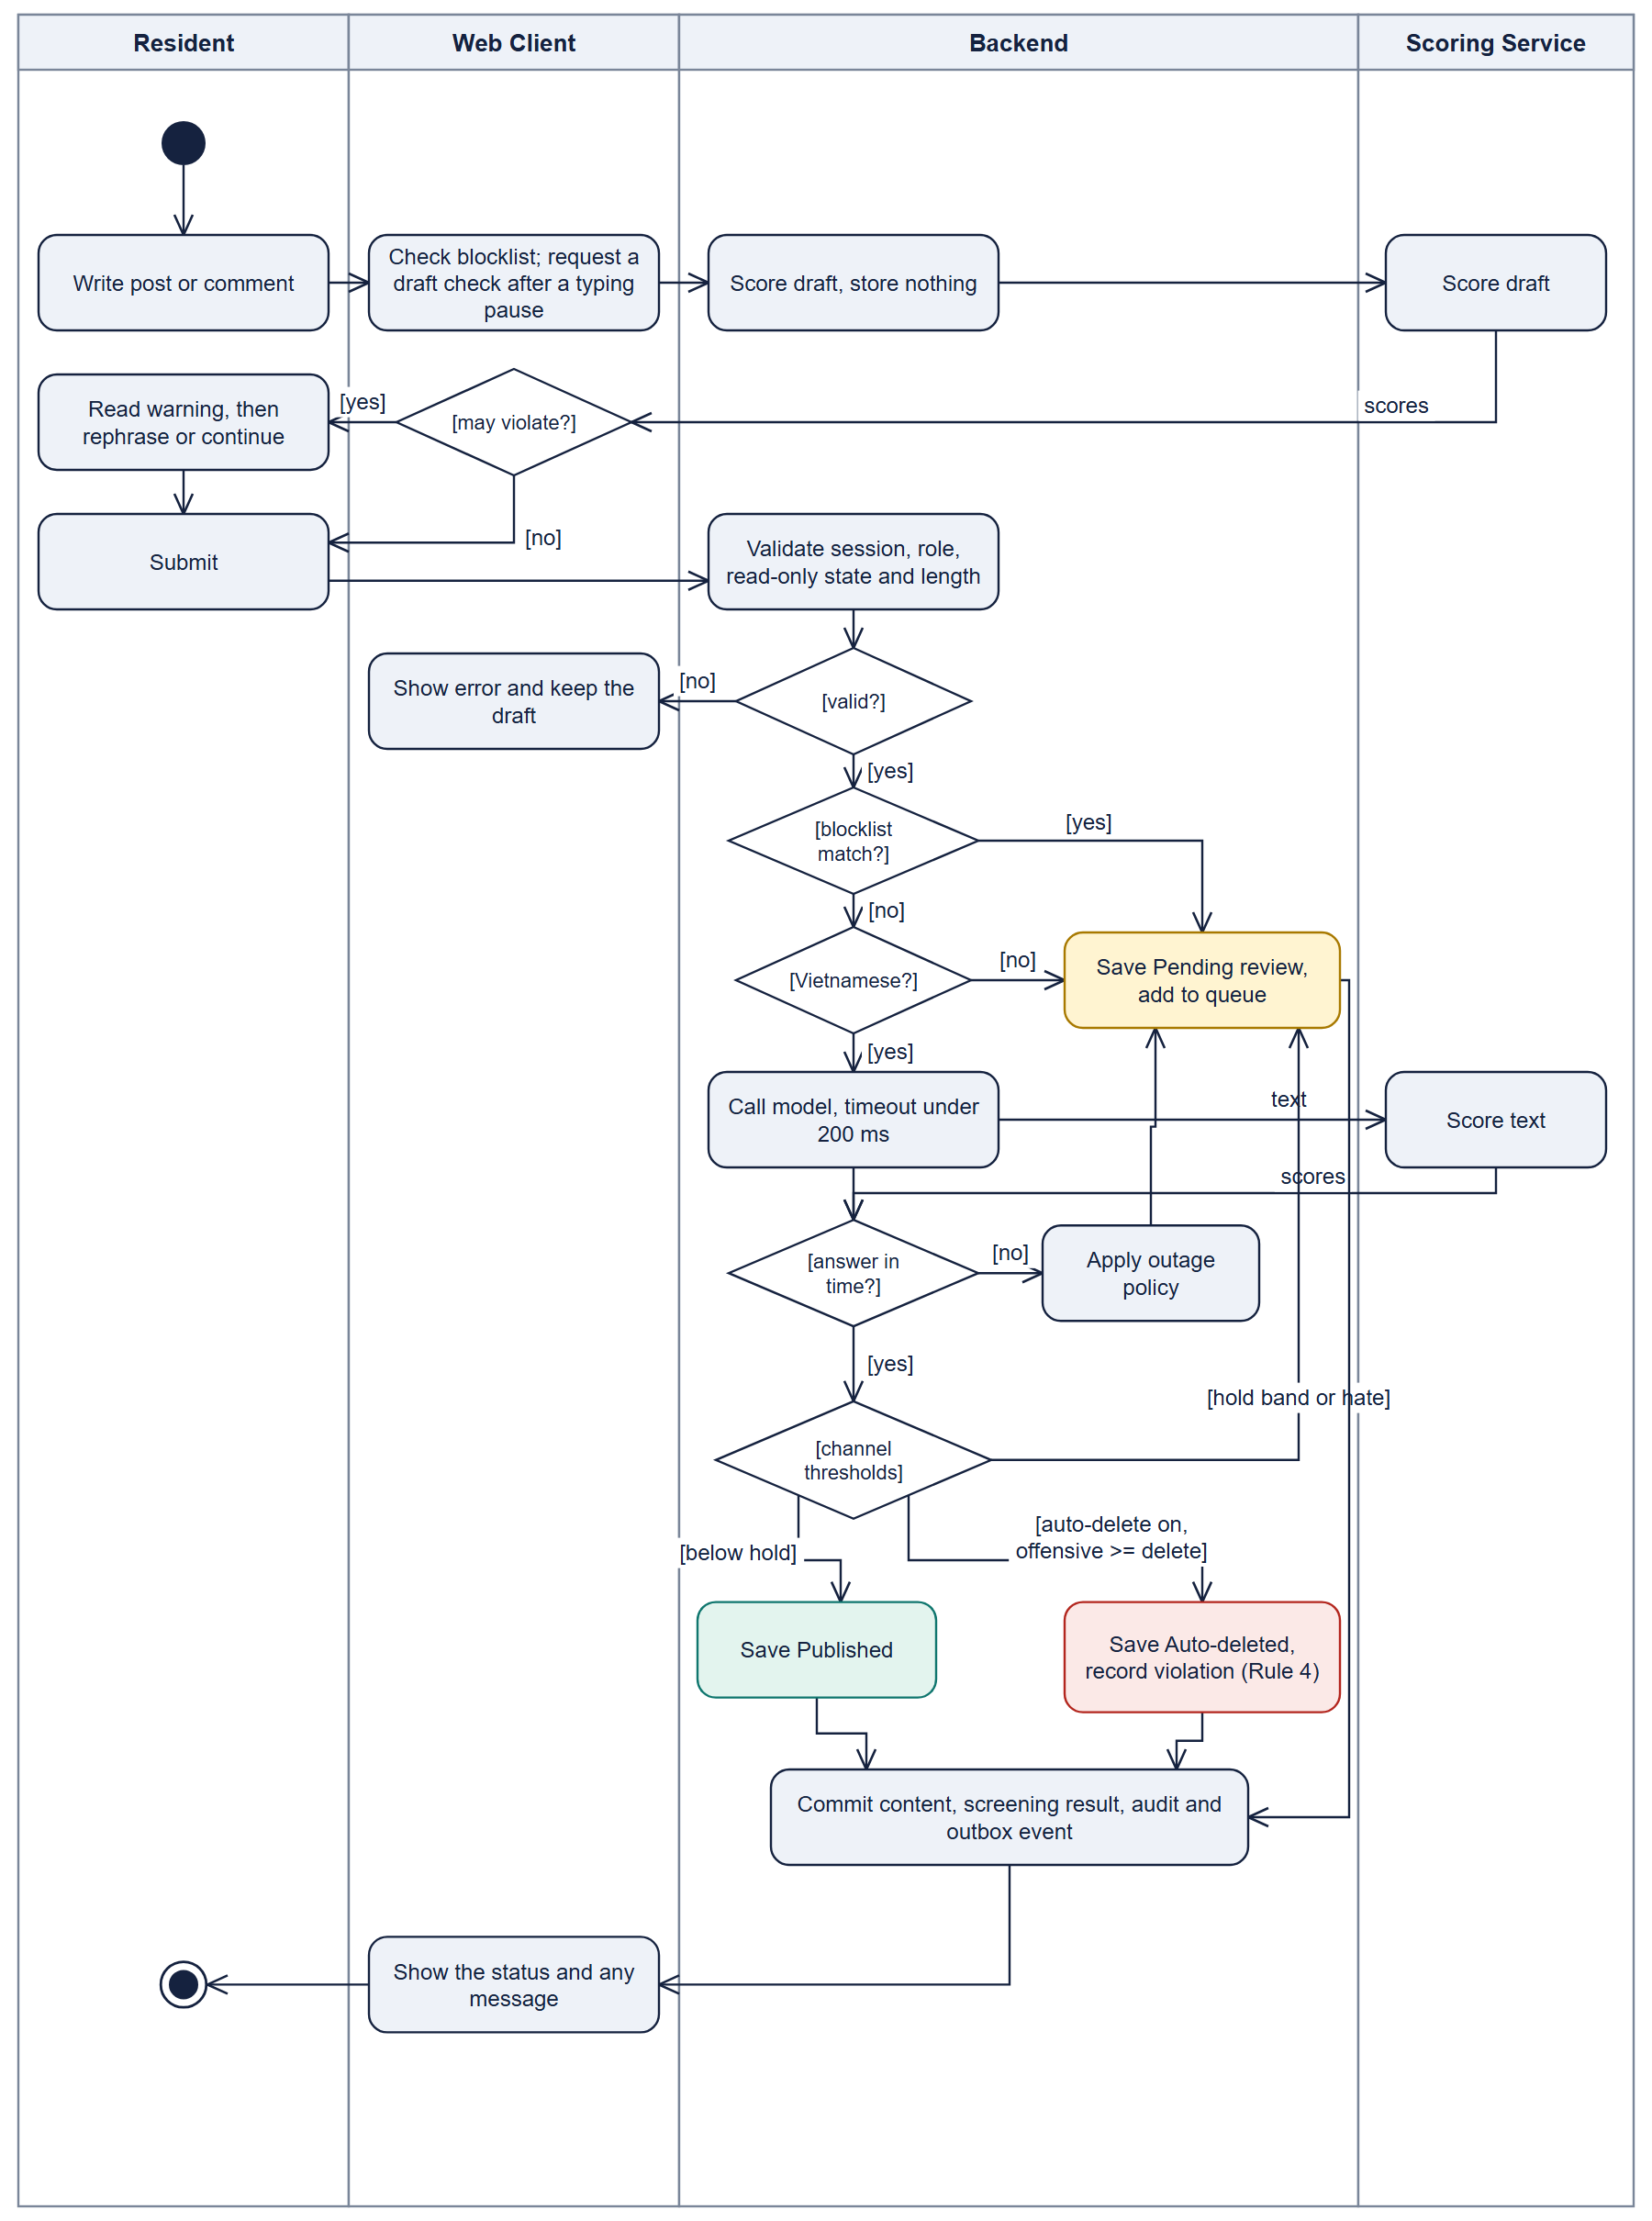 Resident
Web Client
Backend
Scoring Service
Write post or comment
Check blocklist; request a
draft check after a typing
pause
Score draft, store nothing
Score draft
Read warning, then
rephrase or continue
[yes]
[may violate?]
scores
Submit
[no]
Validate session, role,
read-only state and length
Show error and keep the
draft
[no]
[valid?]
[yes]
[blocklist
match?]
[yes]
[no]
[Vietnamese?]
[no]
Save Pending review,
add to queue
[yes]
Call model, timeout under
200 ms
text
Score text
scores
[answer in
time?]
[no]
Apply outage
policy
[yes]
[hold band or hate]
[channel
thresholds]
[below hold]
[auto-delete on,
offensive >= delete]
Save Published
Save Auto-deleted,
record violation (Rule 4)
Commit content, screening result, audit and
outbox event
Show the status and any
message